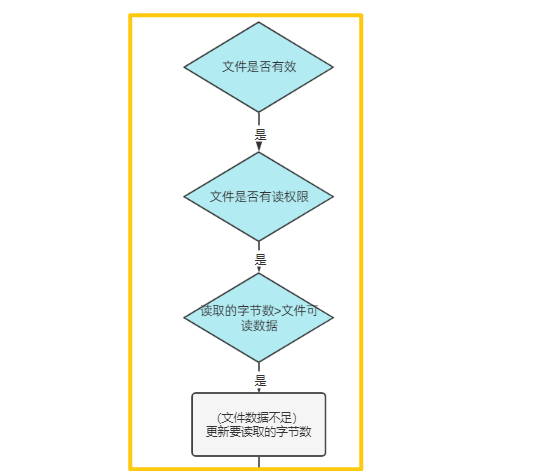 文件是否有效
是
文件是否有读权限
是
读取的字节数>文件可
读数据
是
(文件数据不足)
更新要读取的字节数